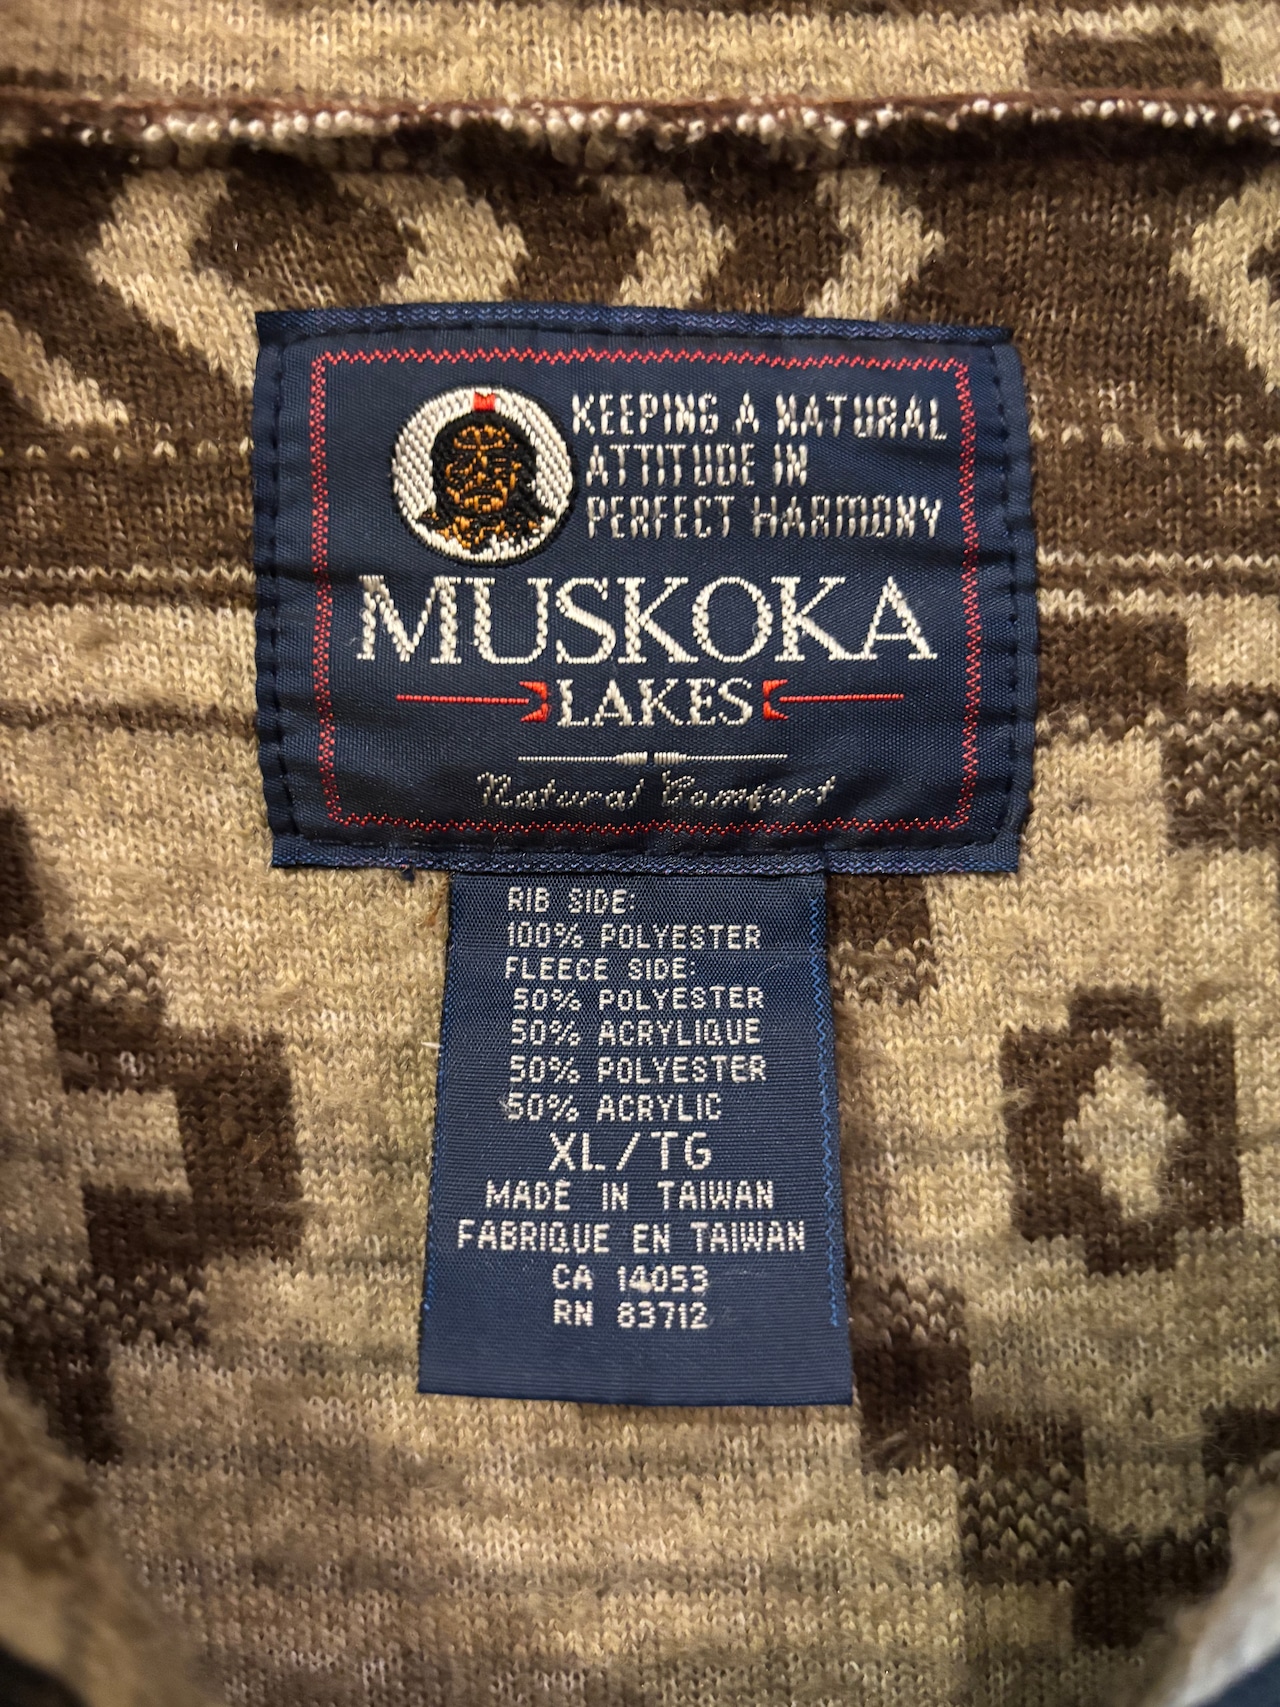 KEEPING A NATURAL
ATTITUDE IN
PERFECT HARMONY
MUSKOKA
LAKES
Natural Comfort
RIB SIDE:
100% POLYESTER
FLEECE SIDE:
50% POLYESTER
50% ACRYLIQUE
50% POLYESTER
50% ACRYLIC
XL/TG
MADE IN TAIWAN
FABRIQUE EN TAIWAN
CA 14053
RN 83712